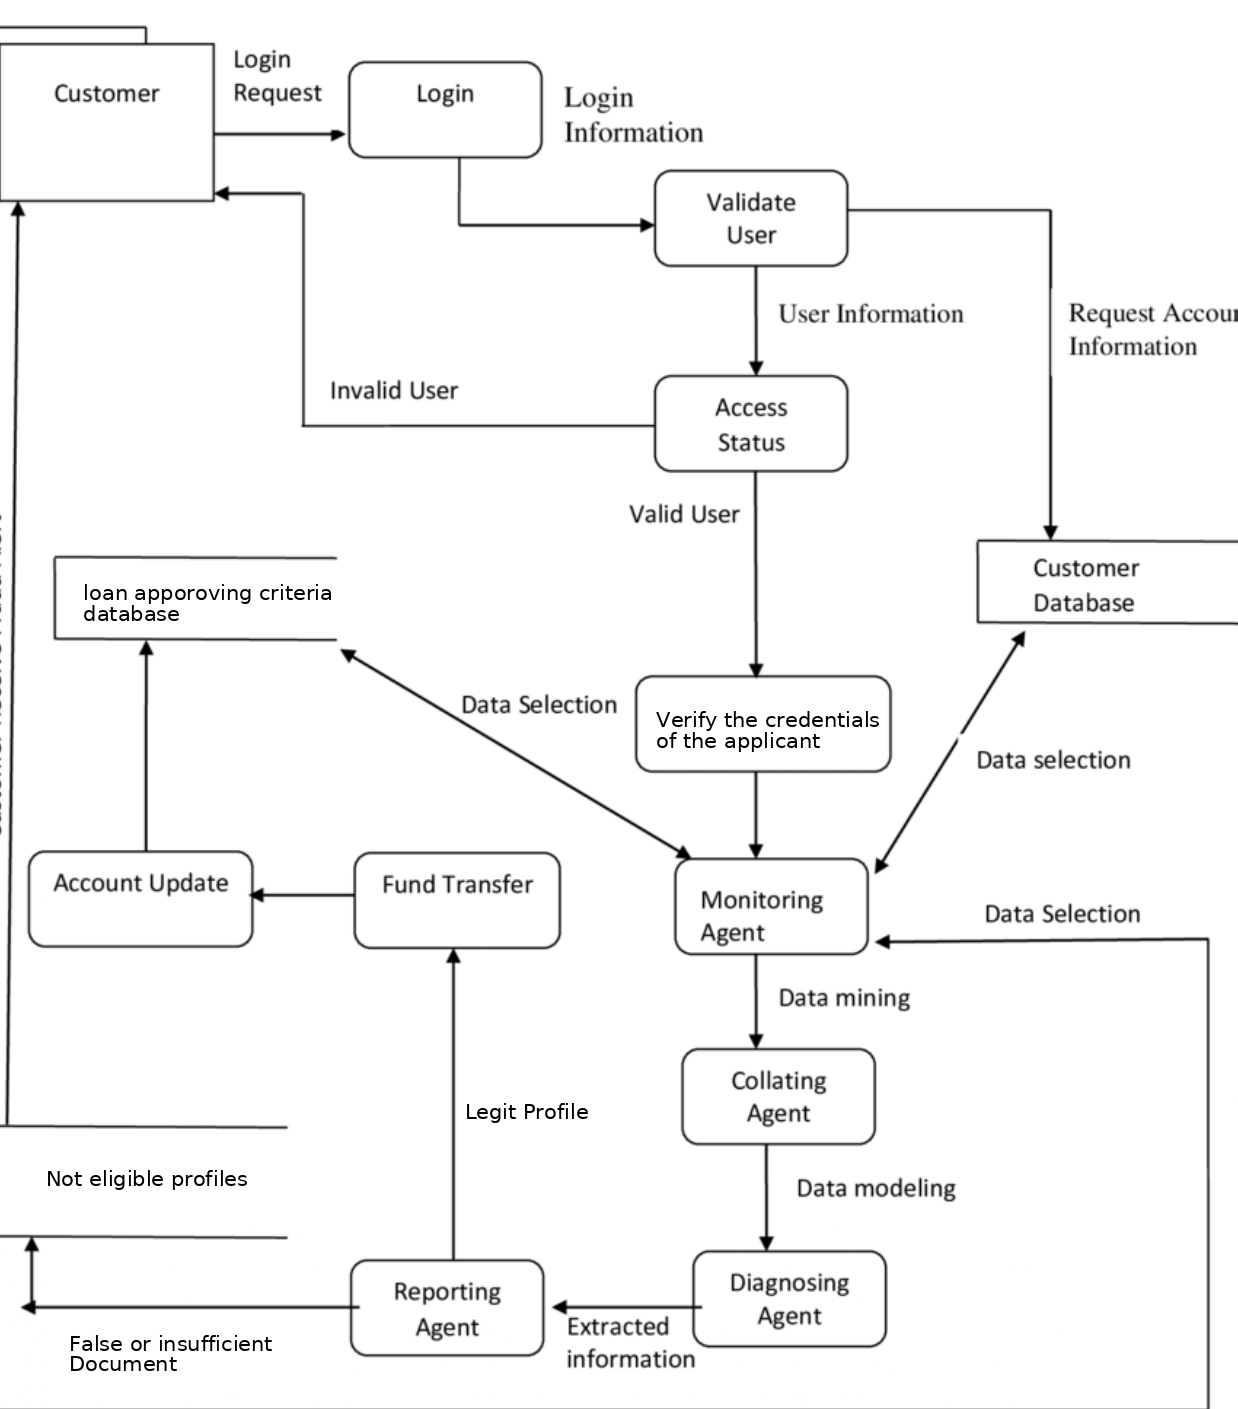 Customer
Login
Request
Login
Login
Information
Validate
User
User Information
Request
Information
Invalid User
Access
Status
Valid User
loan apporoving criteria
database
Customer
Database
Data Selection
Verify the credentials
of the applicant
Data selection
Account Update
Fund Transfer
Monitoring
Agent
Data Selection
Data mining
Collating
Agent
Legit Profile
Not eligible profiles
Data modeling
Diagnosing
Agent
Reporting
Agent
Extracted
information
False or insufficient
Document